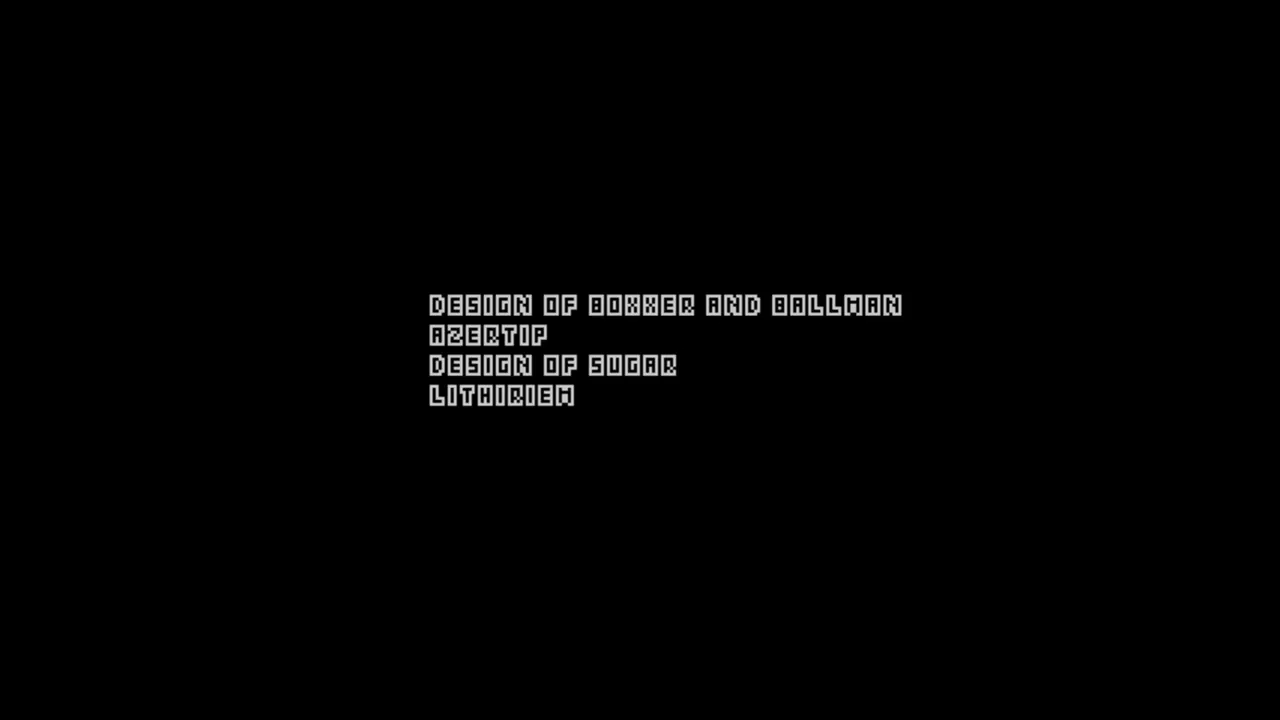 DESIGN OF BOXXER AND BALLMAN
AZERTIP
DESIGN OF SUGAR
LITHIRIEM